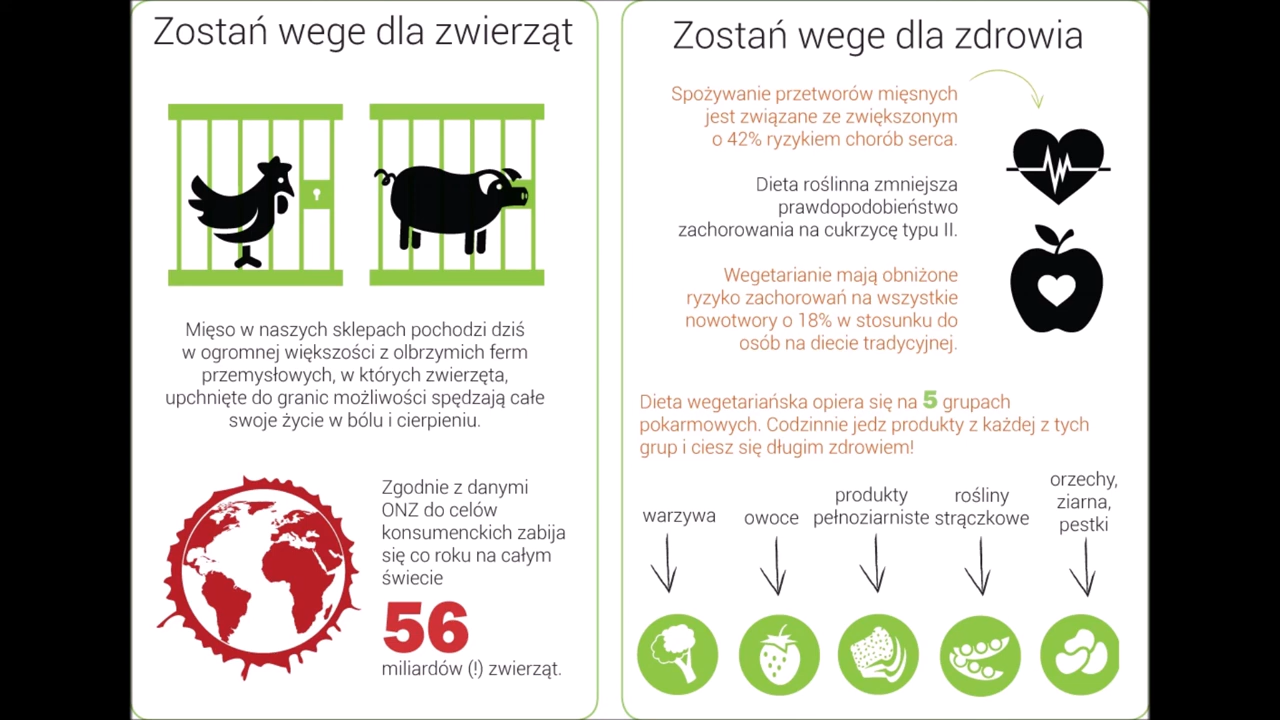 Zostań wege dla zwierząt
Mięso w naszych sklepach pochodzi dziś
w ogromnej większości z olbrzymich ferm
przemysłowych, w których zwierzęta,
upchnięte do granic możliwości spędzają całe
swoje życie w bólu i cierpieniu.
Zgodnie z danymi
ONZ do celów
konsumenckich zabija
się co roku na całym
świecie
56
miliardów (!) zwierząt.
Zostań wege dla zdrowia
Spożywanie przetworów mięsnych
jest związane ze zwiększonym
o 42% ryzykiem chorób serca.
Dieta roślinna zmniejsza
prawdopodobieństwo
zachorowania na cukrzycę typu II.
Wegetarianie mają obniżone
ryzyko zachorowań na wszystkie
nowotwory o 18% w stosunku do
osób na diecie tradycyjnej.
Dieta wegetariańska opiera się na 5 grupach
pokarmowych. Codziennie jedz produkty z każdej z tych
grup i ciesz się długim zdrowiem!
warzywa
owoce
produkty
pełnoziarniste
rośliny
strączkowe
orzechy,
ziarna,
pestki